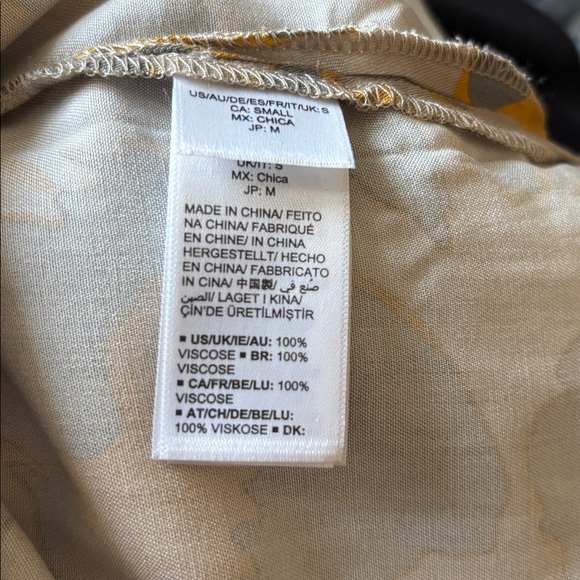 US/AU/DE/ES/FR/IT/UK: S
CA: SMALL
MX: CHICA
JP: M
UK/IT: S
MX: Chica
JP: M
MADE IN CHINA/ FEITO
NA CHINA/ FABRIQUÉ
EN CHINE/ IN CHINA
HERGESTELLT/ HECHO
EN CHINA/ FABBRICATO
IN CINA/ 中国製/ صنع في
الصين/ LAGET I KINA/
ÇİN'DE ÜRETİLMİŞTİR
▪ US/UK/IE/AU: 100%
VISCOSE ▪ BR: 100%
VISCOSE
▪ CA/FR/BE/LU: 100%
VISCOSE
▪ AT/CH/DE/BE/LU:
100% VISKOSE ▪ DK: